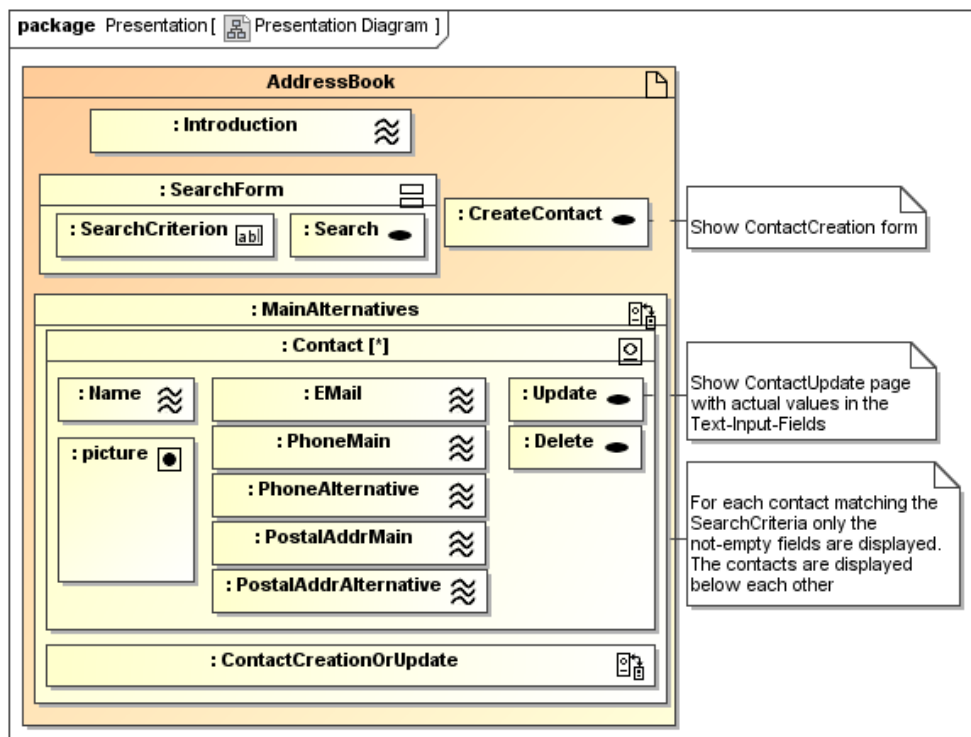 package Presentation [ Presentation Diagram ]
AddressBook
: Introduction
: SearchForm
: SearchCriterion
ab|
: Search
: CreateContact
Show ContactCreation form
: MainAlternatives
: Contact [*]
: Name
: EMail
: Update
Show ContactUpdate page
with actual values in the
Text-Input-Fields
: picture
: PhoneMain
: Delete
: PhoneAlternative
: PostalAddrMain
: PostalAddrAlternative
For each contact matching the
SearchCriteria only the
not-empty fields are displayed.
The contacts are displayed
below each other
: ContactCreationOrUpdate